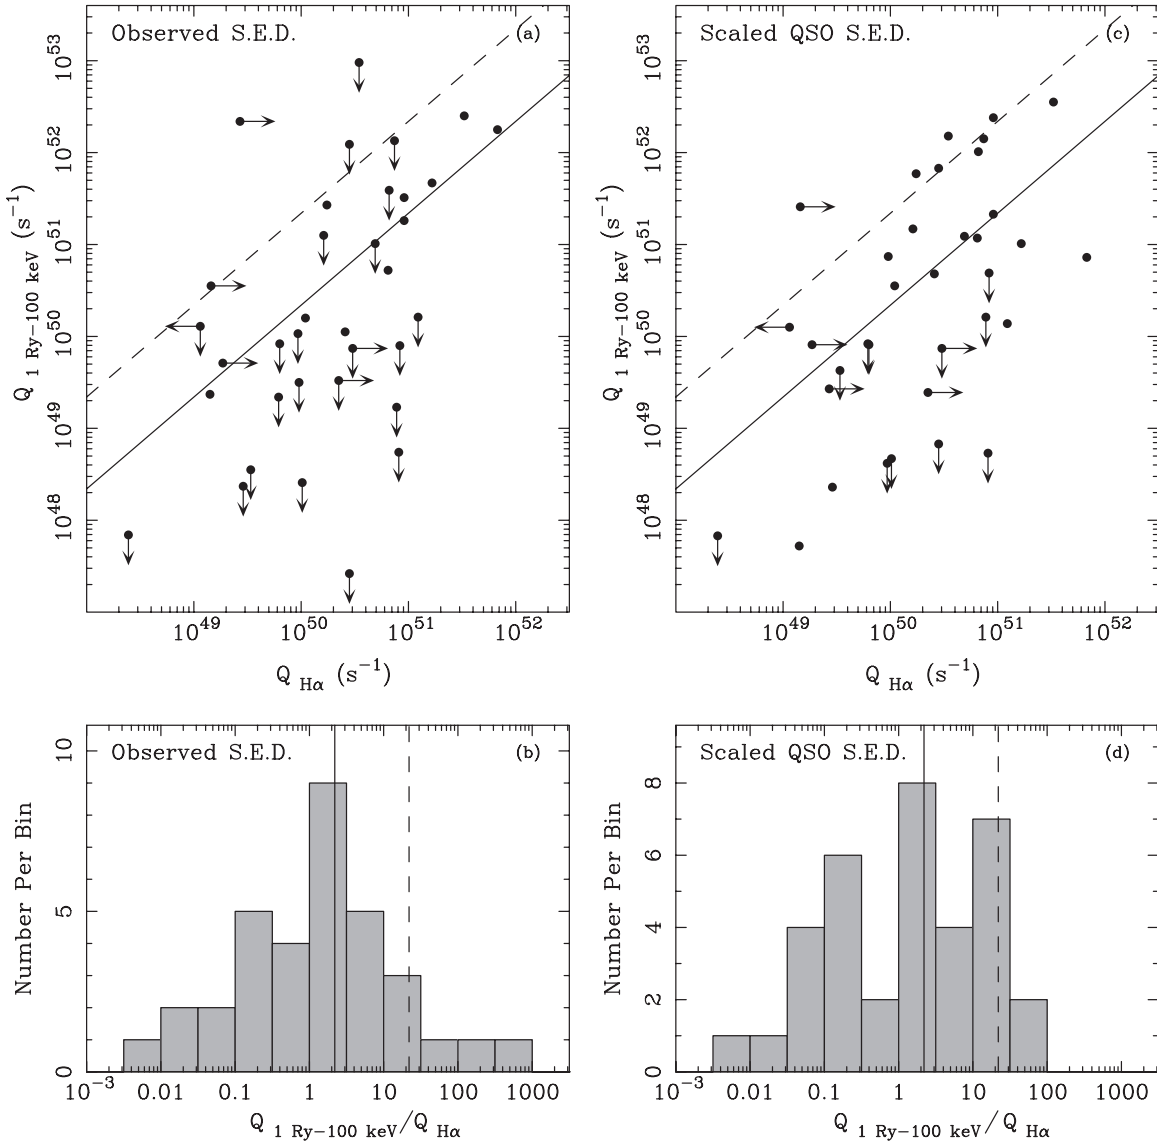 Observed S.E.D.
(a)
10^53
10^52
10^51
10^50
10^49
10^48
Q 1 Ry−100 keV (s^−1)
10^49 10^50 10^51 10^52
Q Hα (s^−1)
Scaled QSO S.E.D.
(c)
10^53
10^52
10^51
10^50
10^49
10^48
Q 1 Ry−100 keV (s^−1)
10^49 10^50 10^51 10^52
Q Hα (s^−1)
Observed S.E.D.
(b)
10
5
0
Number Per Bin
10^−3 0.01 0.1 1 10 100 1000
Q 1 Ry−100 keV/Q Hα
Scaled QSO S.E.D.
(d)
8
6
4
2
0
Number Per Bin
10^−3 0.01 0.1 1 10 100 1000
Q 1 Ry−100 keV/Q Hα